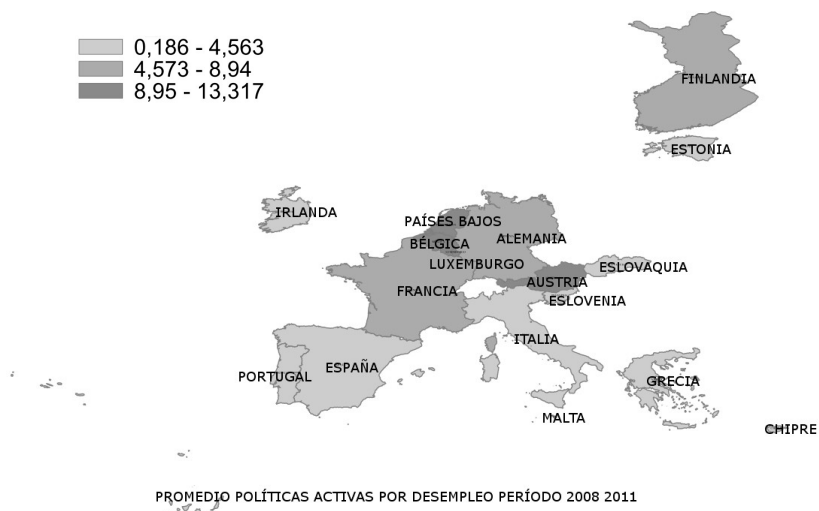 0,186 - 4,563
4,573 - 8,94
8,95 - 13,317
FINLANDIA
ESTONIA
IRLANDA
PAÍSES BAJOS
ALEMANIA
BÉLGICA
LUXEMBURGO
ESLOVAQUIA
AUSTRIA
FRANCIA
ESLOVENIA
ITALIA
ESPAÑA
PORTUGAL
GRECIA
MALTA
CHIPRE
PROMEDIO POLÍTICAS ACTIVAS POR DESEMPLEO PERÍODO 2008 2011